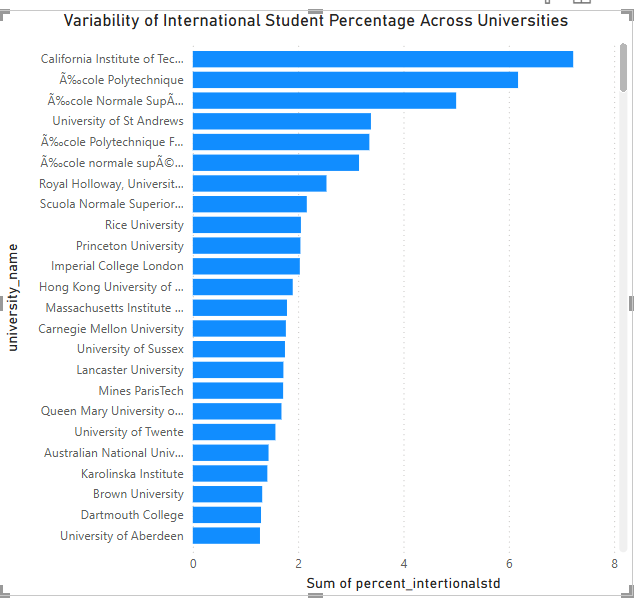 Variability of International Student Percentage Across Universities
California Institute of Tec...
Ã‰cole Polytechnique
Ã‰cole Normale SupÃ...
University of St Andrews
Ã‰cole Polytechnique F...
Ã‰cole normale supÃ©...
Royal Holloway, Universit...
Scuola Normale Superior...
Rice University
Princeton University
Imperial College London
Hong Kong University of ...
Massachusetts Institute ...
Carnegie Mellon University
University of Sussex
Lancaster University
Mines ParisTech
Queen Mary University o...
University of Twente
Australian National Univ...
Karolinska Institute
Brown University
Dartmouth College
University of Aberdeen
university_name
0 2 4 6 8
Sum of percent_intertionalstd